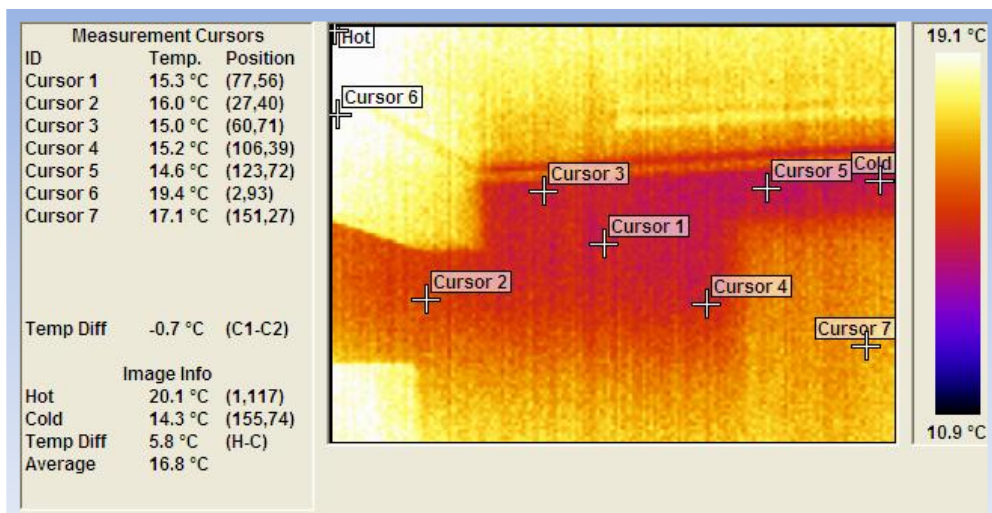 Measurement Cursors
ID Temp. Position
Cursor 1 15.3 °C (77,56)
Cursor 2 16.0 °C (27,40)
Cursor 3 15.0 °C (60,71)
Cursor 4 15.2 °C (106,39)
Cursor 5 14.6 °C (123,72)
Cursor 6 19.4 °C (2,93)
Cursor 7 17.1 °C (151,27)
Temp Diff -0.7 °C (C1-C2)
Image Info
Hot 20.1 °C (1,117)
Cold 14.3 °C (155,74)
Temp Diff 5.8 °C (H-C)
Average 16.8 °C
Hot
Cursor 6
Cursor 3
Cursor 5
Cold
Cursor 1
Cursor 2
Cursor 4
Cursor 7
19.1 °C
10.9 °C